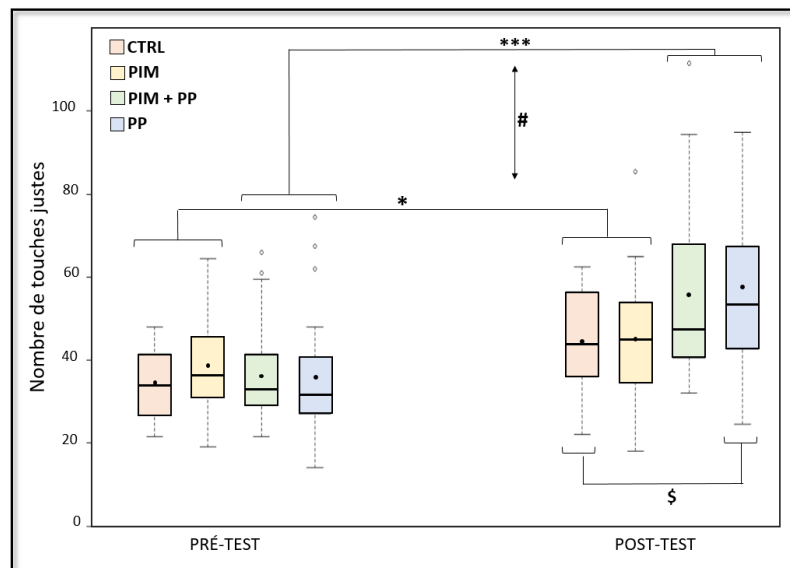 CTRL
PIM
PIM + PP
PP
***
#
*
$
Nombre de touches justes
100
80
60
40
20
0
PRÉ-TEST
POST-TEST